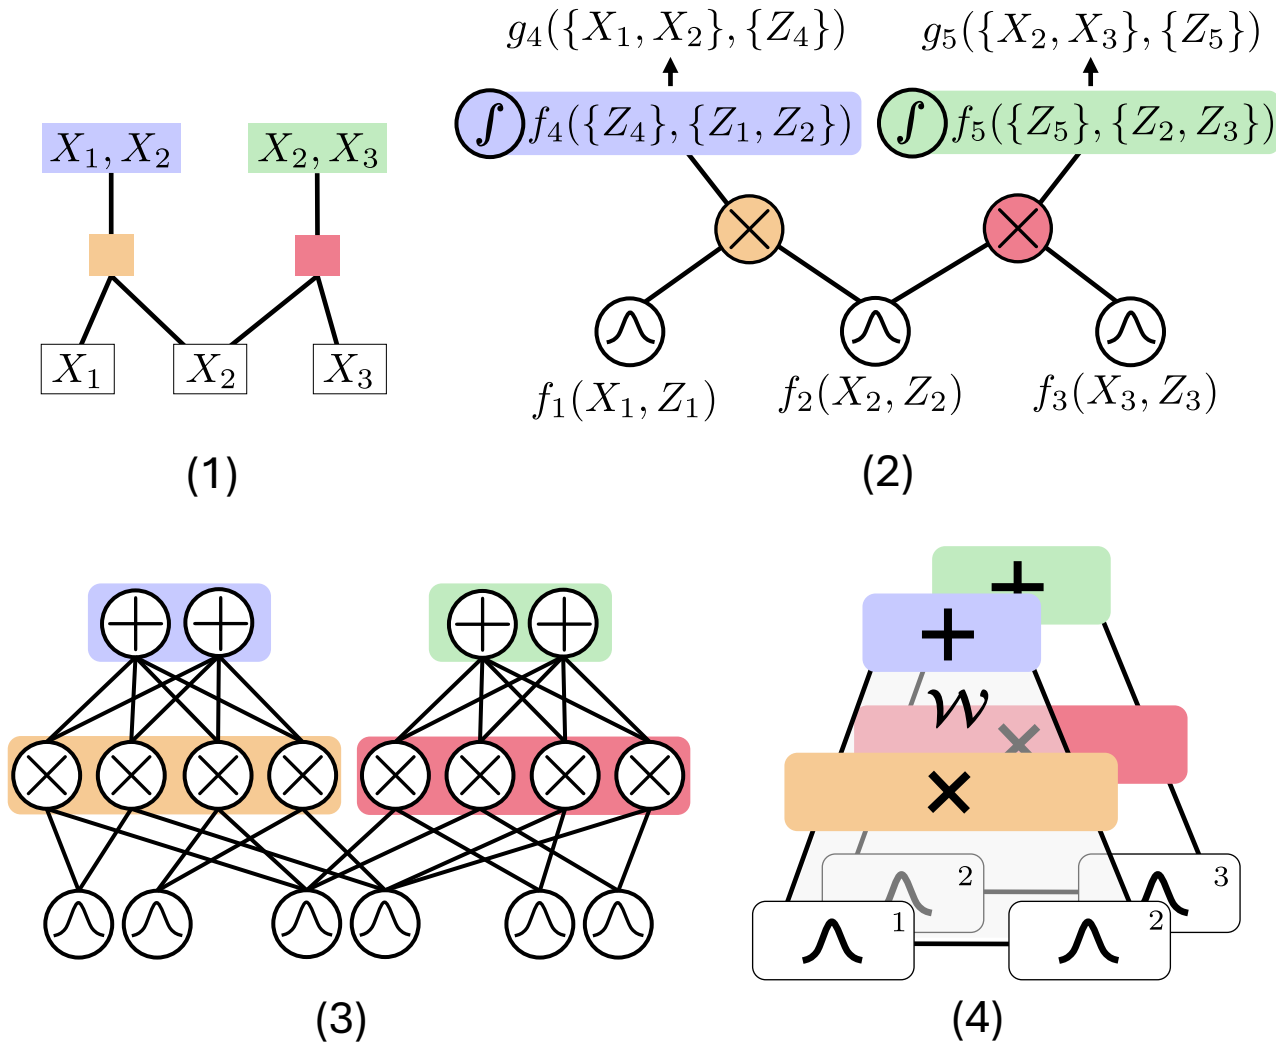 X₁, X₂
X₂, X₃
X₁
X₂
X₃
(1)
g₄({X₁, X₂}, {Z₄})
g₅({X₂, X₃}, {Z₅})
∫ f₄({Z₄}, {Z₁, Z₂})
∫ f₅({Z₅}, {Z₂, Z₃})
f₁(X₁, Z₁)
f₂(X₂, Z₂)
f₃(X₃, Z₃)
(2)
(3)
+
+
𝒲
×
×
2
3
1
2
(4)